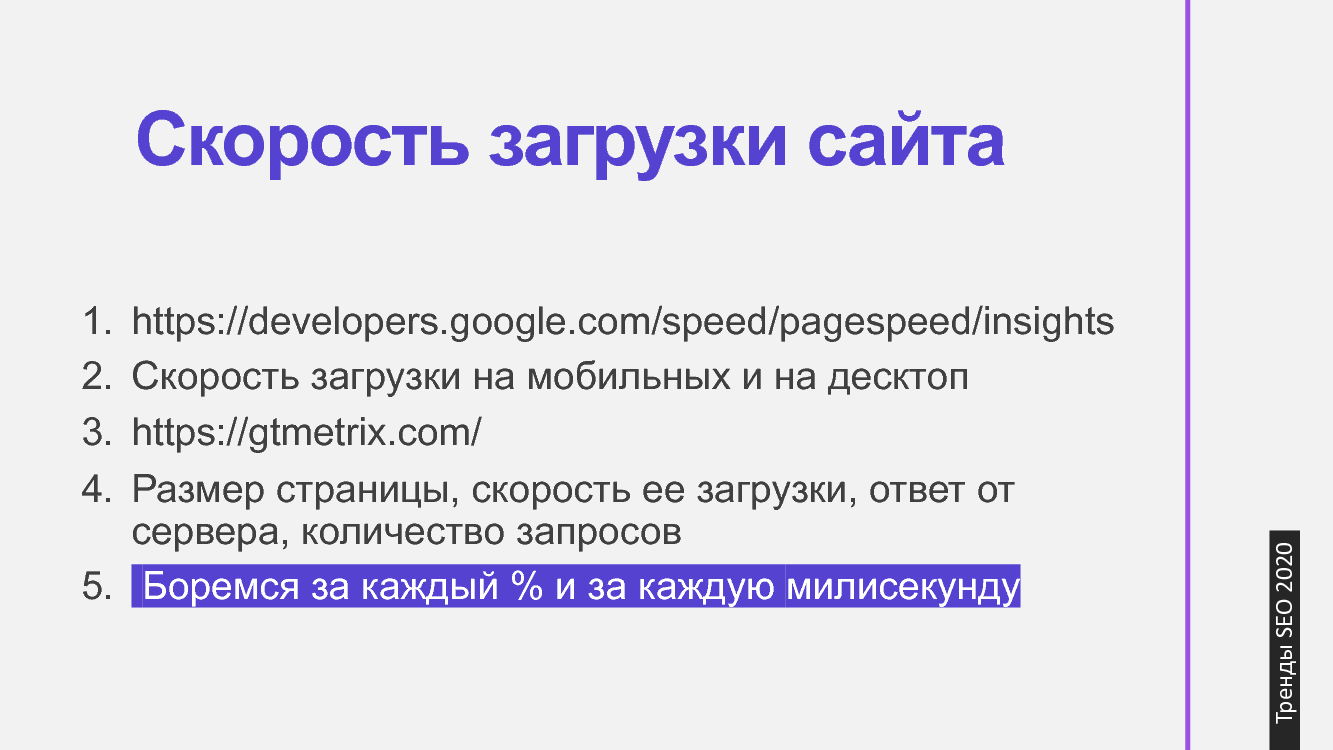 Скорость загрузки сайта
1. https://developers.google.com/speed/pagespeed/insights
2. Скорость загрузки на мобильных и на десктоп
3. https://gtmetrix.com/
4. Размер страницы, скорость ее загрузки, ответ от
сервера, количество запросов
5. Боремся за каждый % и за каждую милисекунду
Тренды SEO 2020